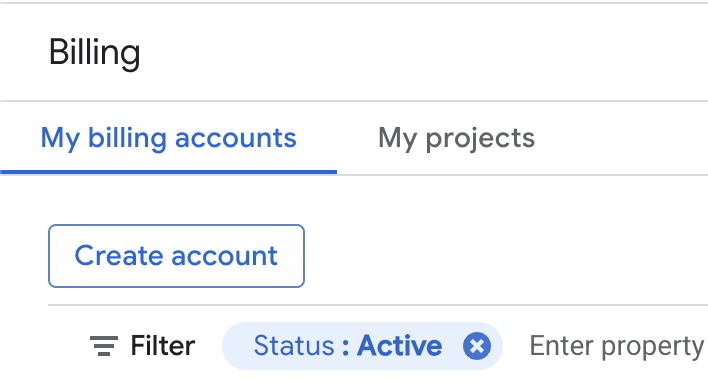 Billing
My billing accounts My projects
Create account
Filter Status : Active Enter property